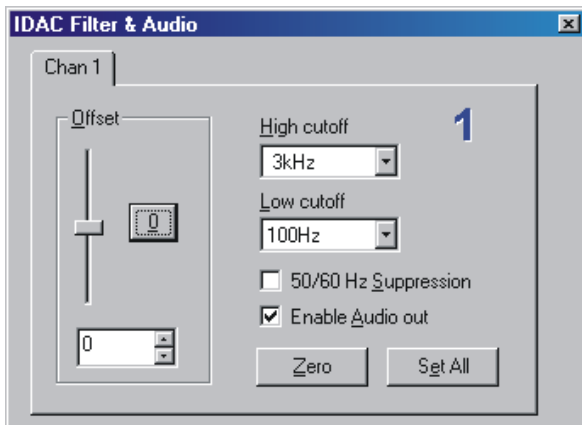 IDAC Filter & Audio
Chan 1
Offset
0
0
High cutoff
3kHz
Low cutoff
100Hz
50/60 Hz Suppression
Enable Audio out
Zero
Set All
1